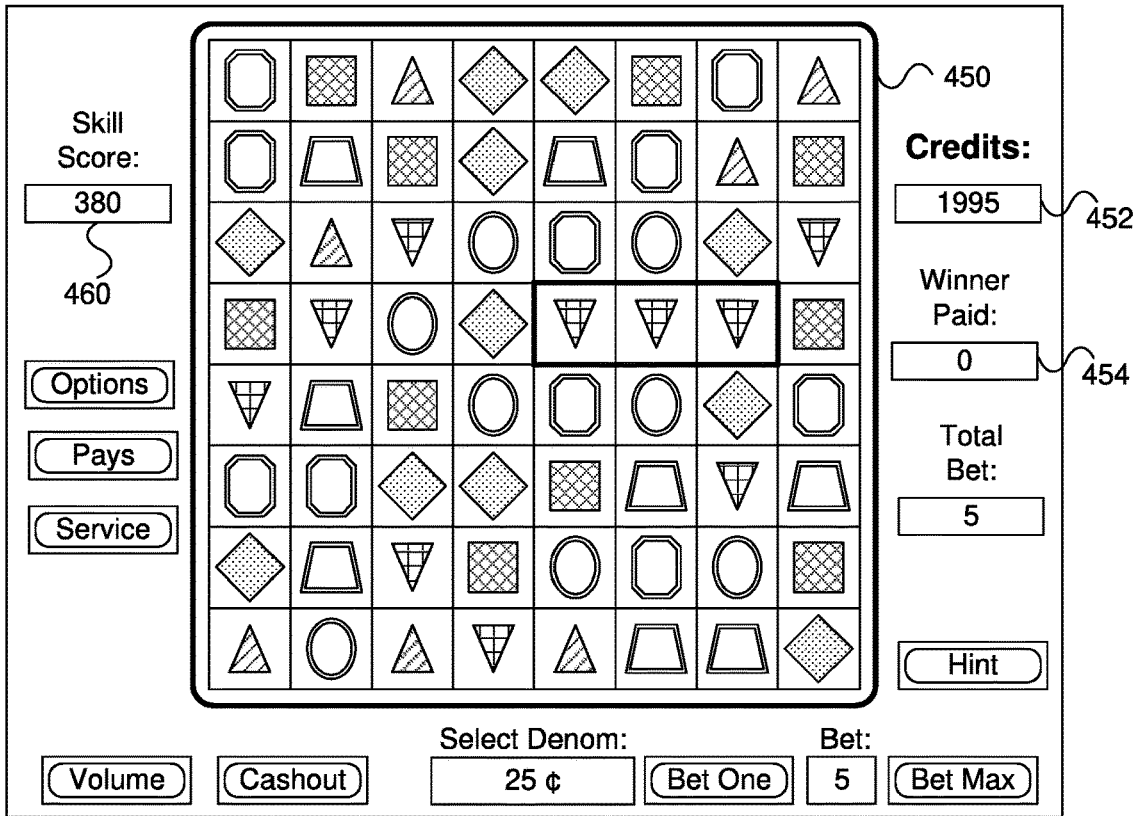 Skill
Score:
380
460
Options
Pays
Service
450
Credits:
1995
452
Winner
Paid:
0
454
Total
Bet:
5
Hint
Volume
Cashout
Select Denom:
25 ¢
Bet One
Bet:
5
Bet Max